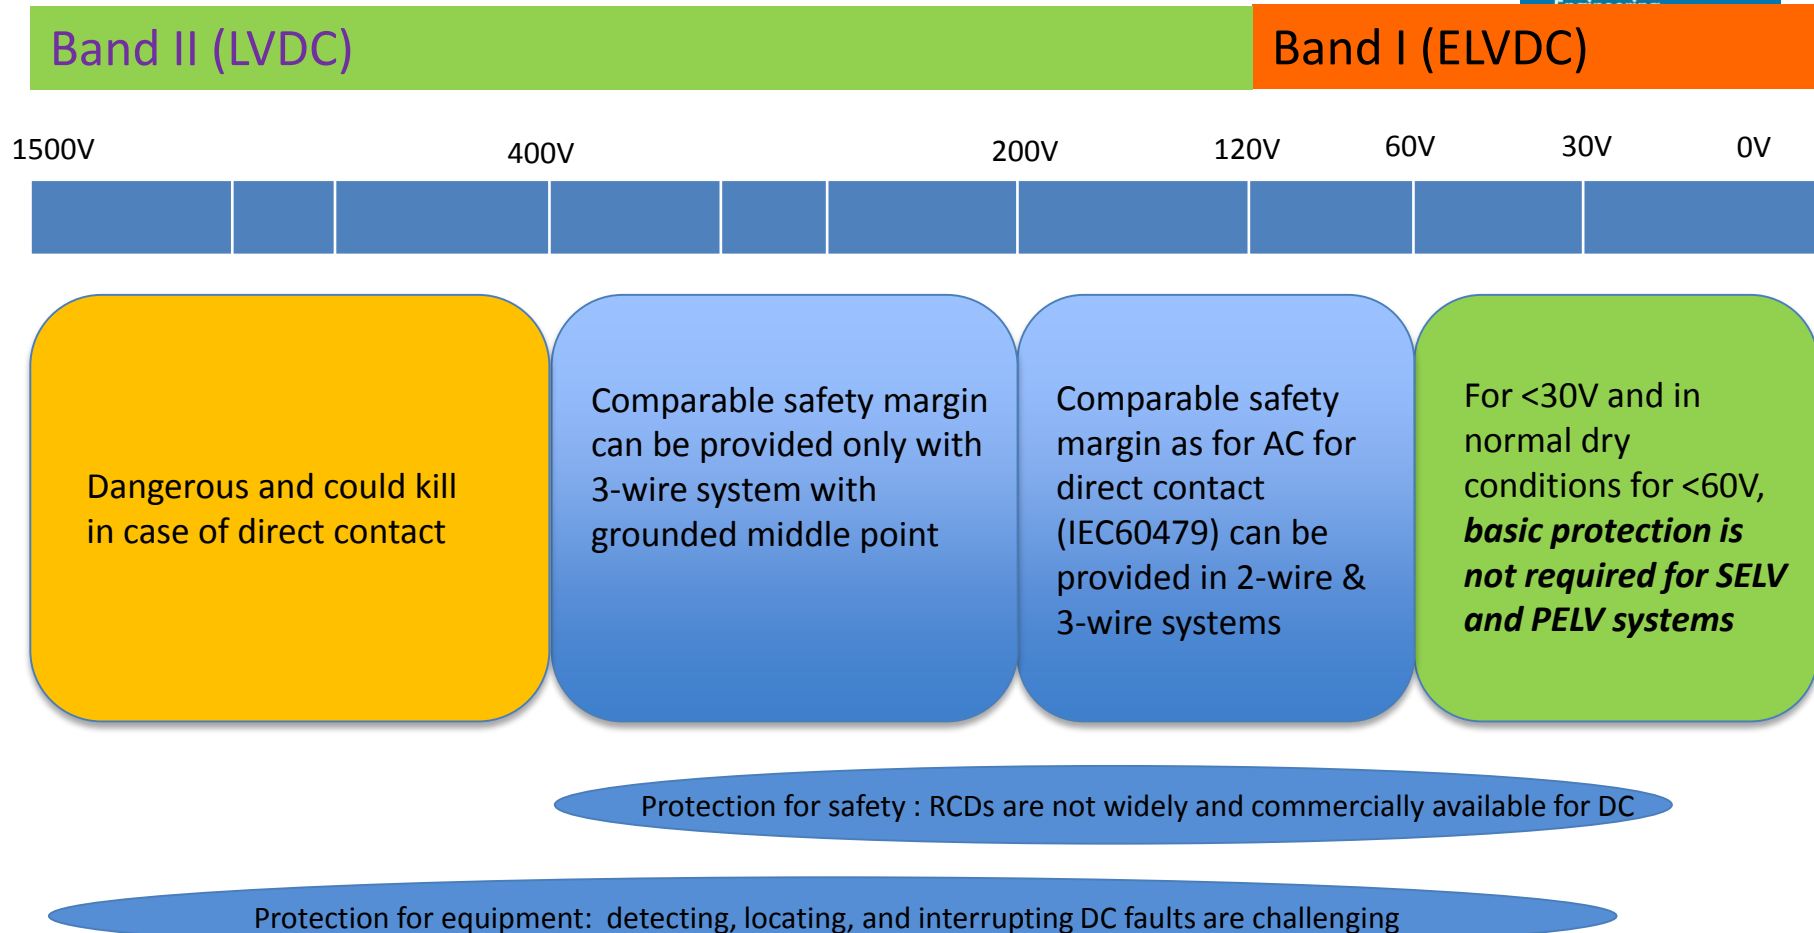 Engineering
Band II (LVDC)
Band I (ELVDC)
1500V 400V 200V 120V 60V 30V 0V
Dangerous and could kill
in case of direct contact
Comparable safety margin
can be provided only with
3-wire system with
grounded middle point
Comparable safety
margin as for AC for
direct contact
(IEC60479) can be
provided in 2-wire &
3-wire systems
For <30V and in
normal dry
conditions for <60V,
basic protection is
not required for SELV
and PELV systems
Protection for safety : RCDs are not widely and commercially available for DC
Protection for equipment: detecting, locating, and interrupting DC faults are challenging